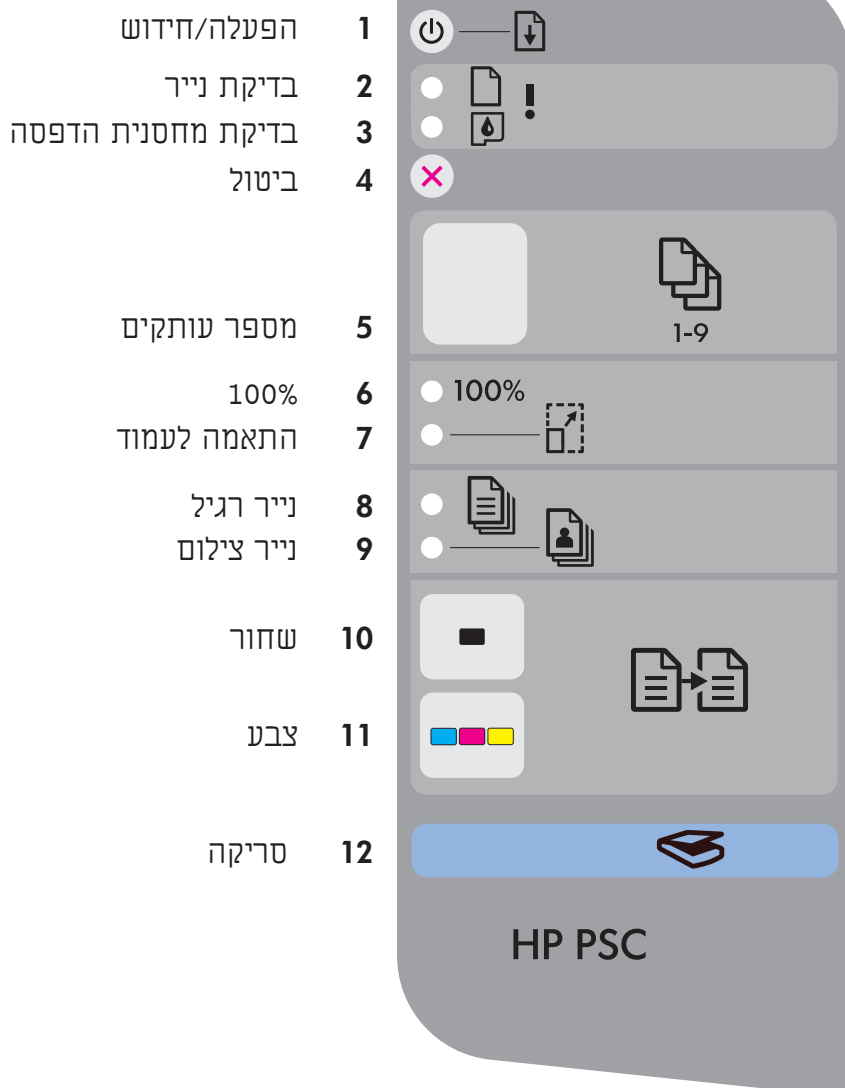 הפעלה/חידוש 1
בדיקת נייר 2
בדיקת מחסנית הדפסה 3
ביטול 4
מספר עותקים 5
1-9
100% 6 100%
התאמה לעמוד 7
נייר רגיל 8
נייר צילום 9
שחור 10
צבע 11
סריקה 12
HP PSC